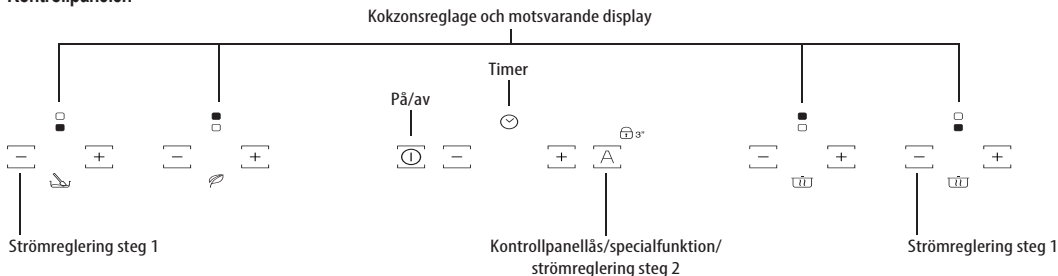 Kontrollpanelen
Kokzonsreglage och motsvarande display
Timer
På/av
3"
A
Strömreglering steg 1
Kontrollpanellås/specialfunktion/
strömreglering steg 2
Strömreglering steg 1